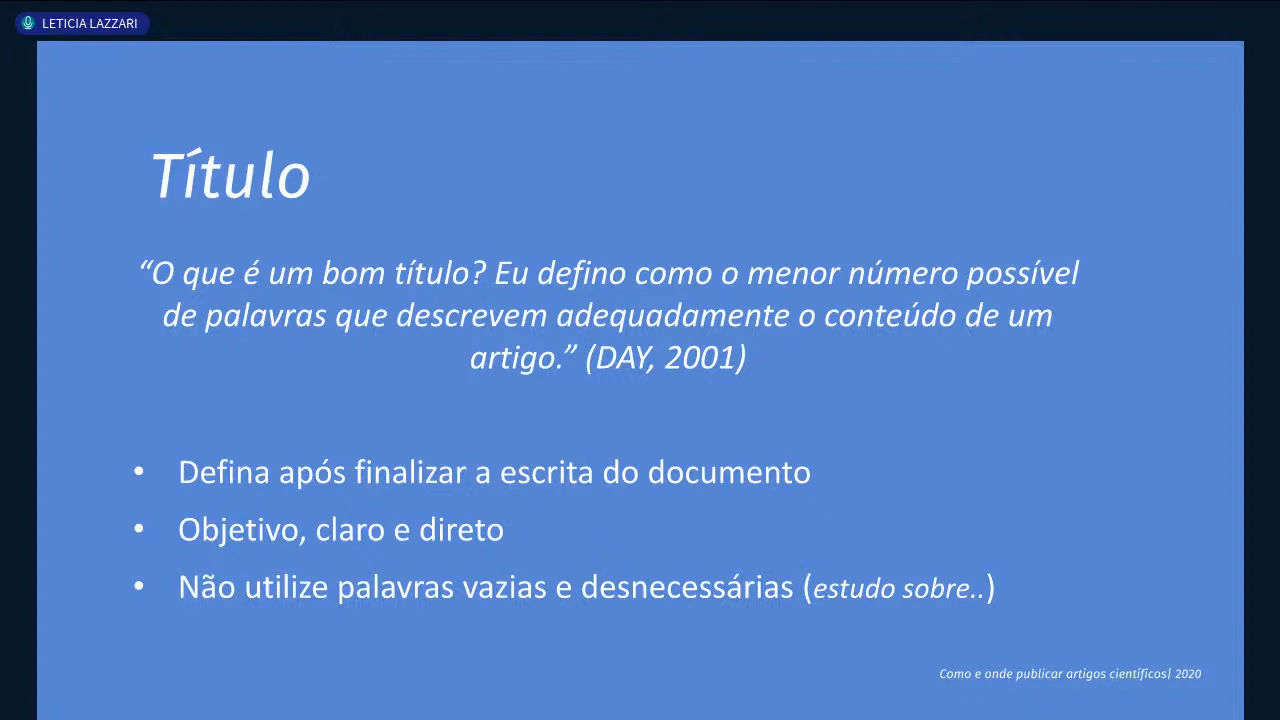 LETICIA LAZZARI
Título
“O que é um bom título? Eu defino como o menor número possível
de palavras que descrevem adequadamente o conteúdo de um
artigo.” (DAY, 2001)
• Defina após finalizar a escrita do documento
• Objetivo, claro e direto
• Não utilize palavras vazias e desnecessárias (estudo sobre..)
Como e onde publicar artigos científicos| 2020